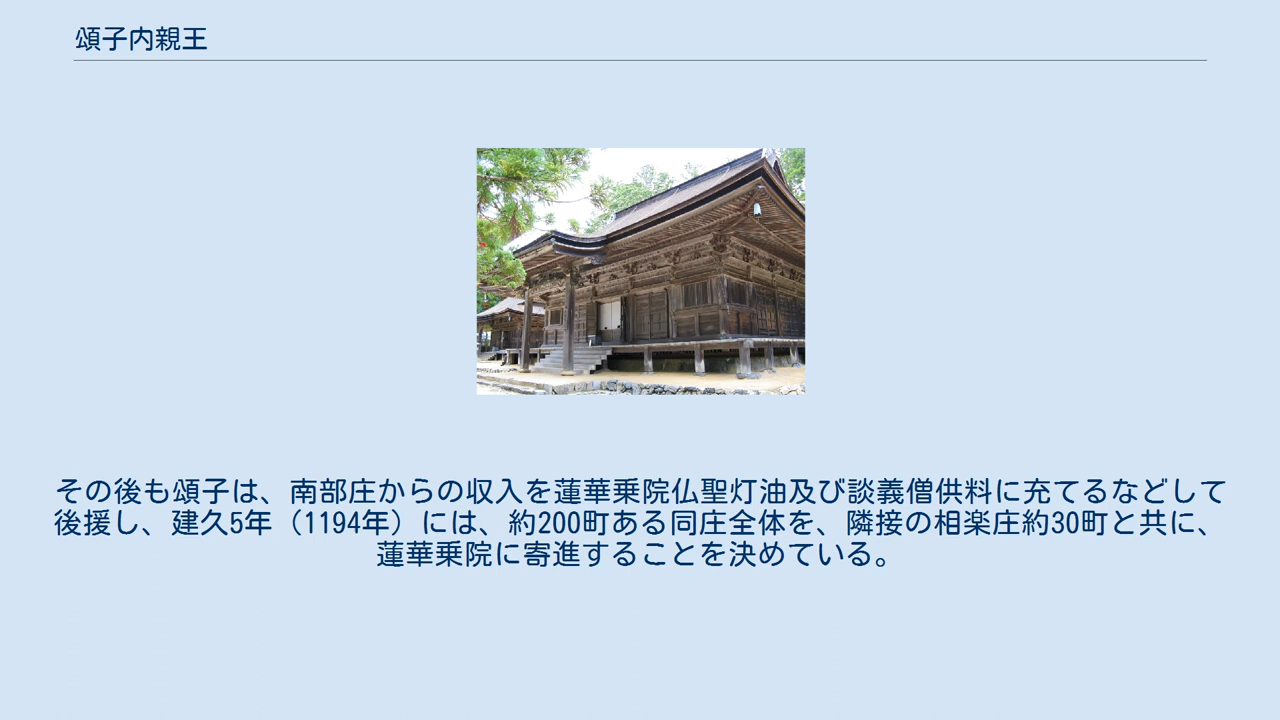 頌子内親王
その後も頌子は、南部庄からの収入を蓮華乗院仏聖灯油及び談義僧供料に充てるなどして
後援し、建久5年（1194年）には、約200町ある同庄全体を、隣接の相楽庄約30町と共に、
蓮華乗院に寄進することを決めている。